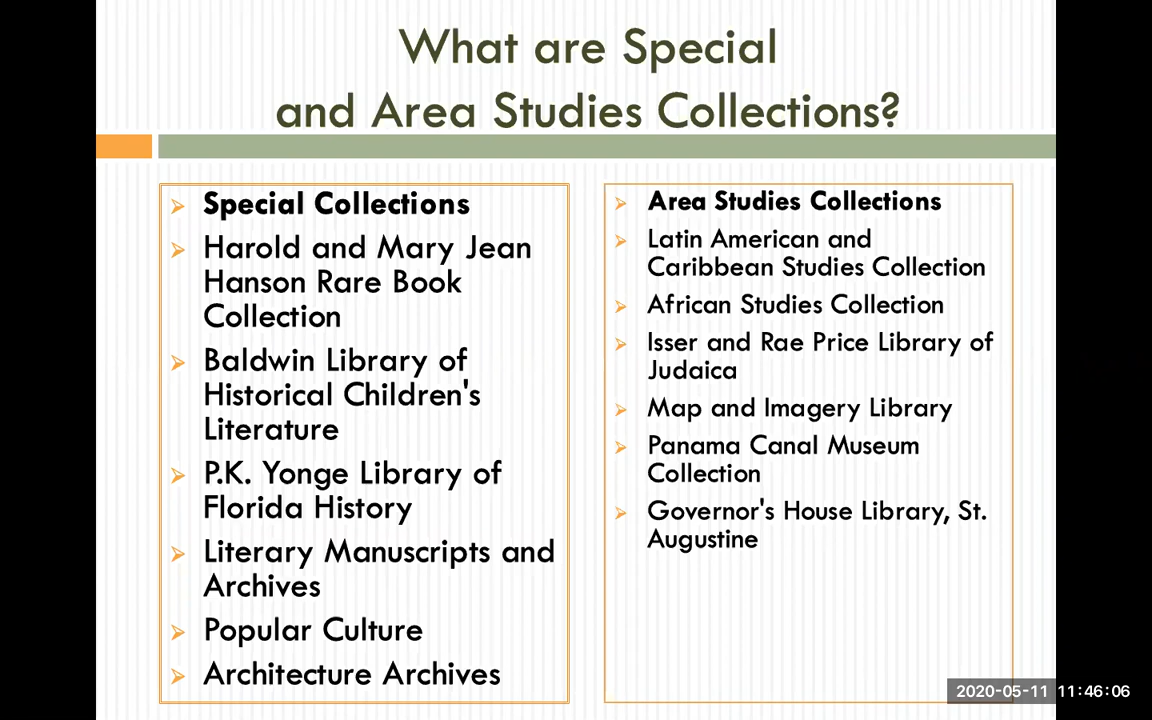 What are Special
and Area Studies Collections?
Special Collections
Harold and Mary Jean
Hanson Rare Book
Collection
Baldwin Library of
Historical Children's
Literature
P.K. Yonge Library of
Florida History
Literary Manuscripts and
Archives
Popular Culture
Architecture Archives
Area Studies Collections
Latin American and
Caribbean Studies Collection
African Studies Collection
Isser and Rae Price Library of
Judaica
Map and Imagery Library
Panama Canal Museum
Collection
Governor's House Library, St.
Augustine
2020-05-11 11:46:06